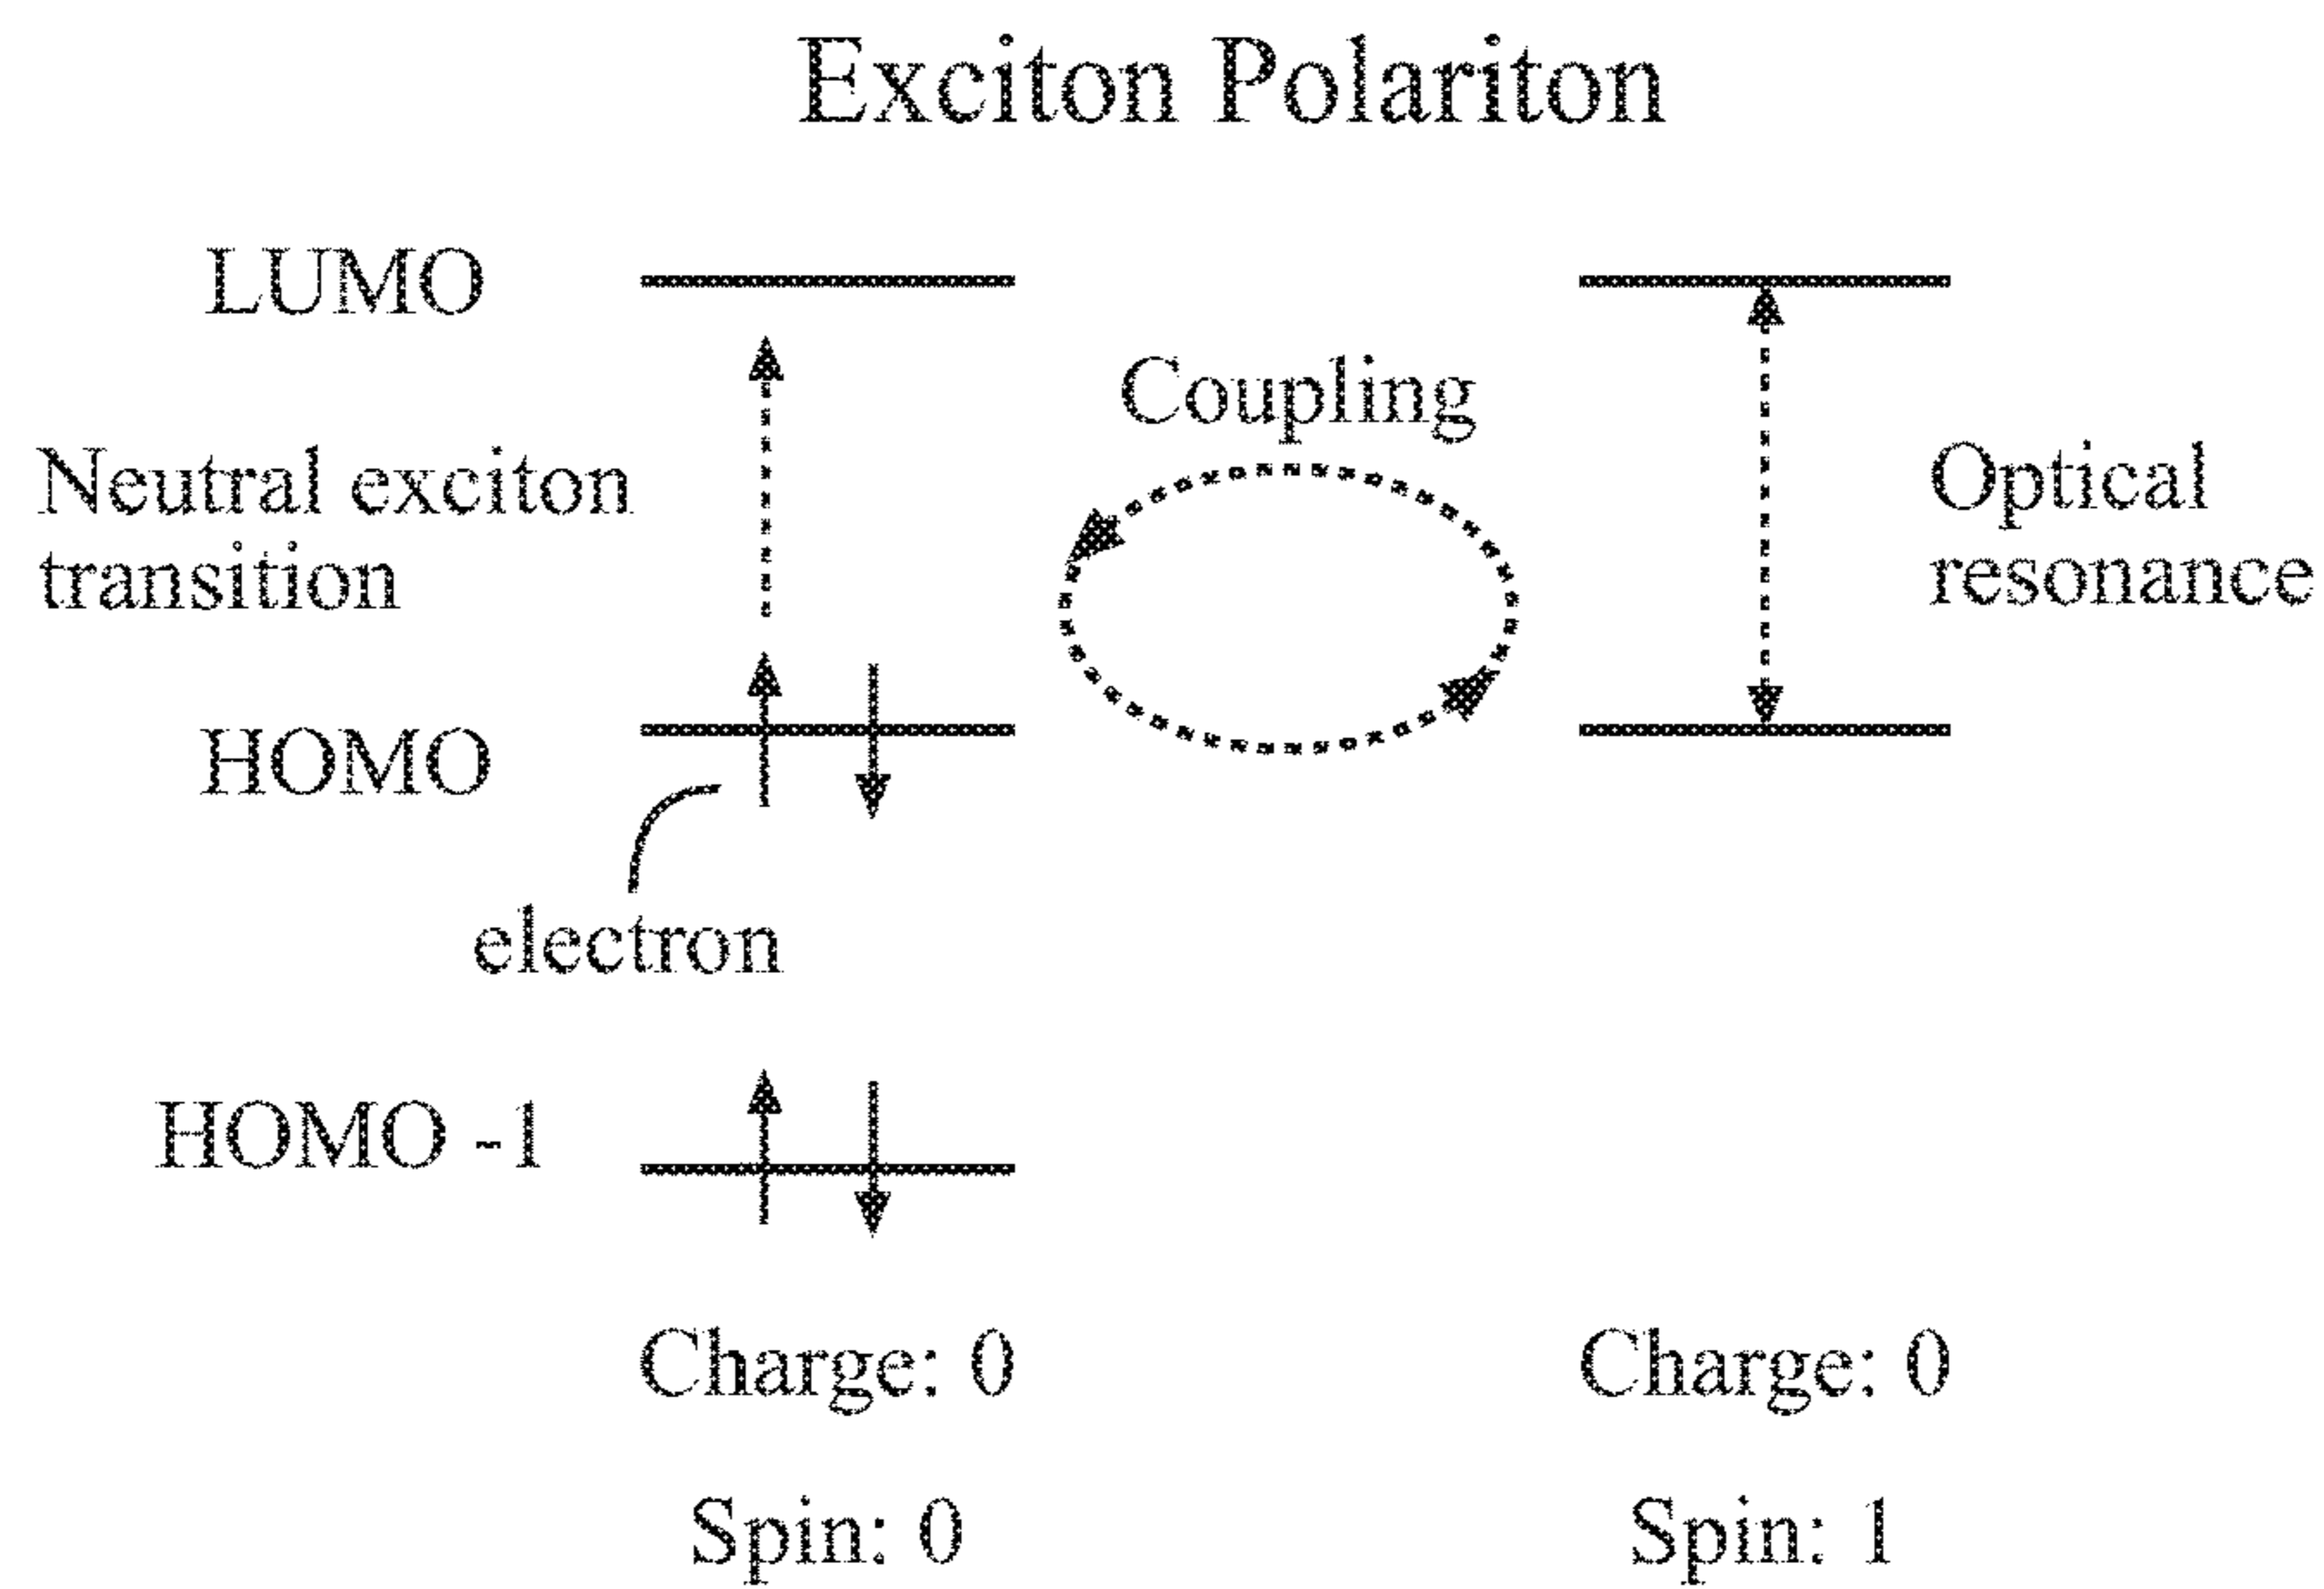 Exciton Polariton
LUMO
Coupling
Neutral exciton
transition
Optical
resonance
HOMO
electron
HOMO -1
Charge: 0
Charge: 0
Spin: 0
Spin: 1